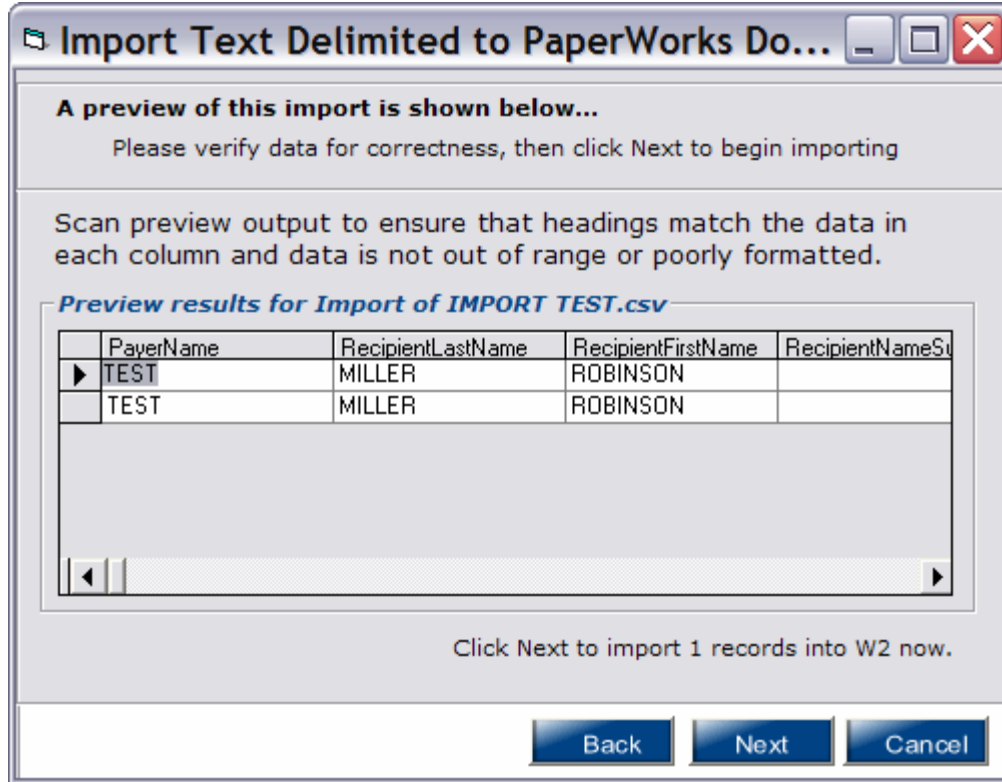 Import Text Delimited to PaperWorks Do...
A preview of this import is shown below...
Please verify data for correctness, then click Next to begin importing
Scan preview output to ensure that headings match the data in
each column and data is not out of range or poorly formatted.
Preview results for Import of IMPORT TEST.csv
PayerName RecipientLastName RecipientFirstName RecipientNameSu
TEST MILLER ROBINSON
TEST MILLER ROBINSON
Click Next to import 1 records into W2 now.
Back Next Cancel